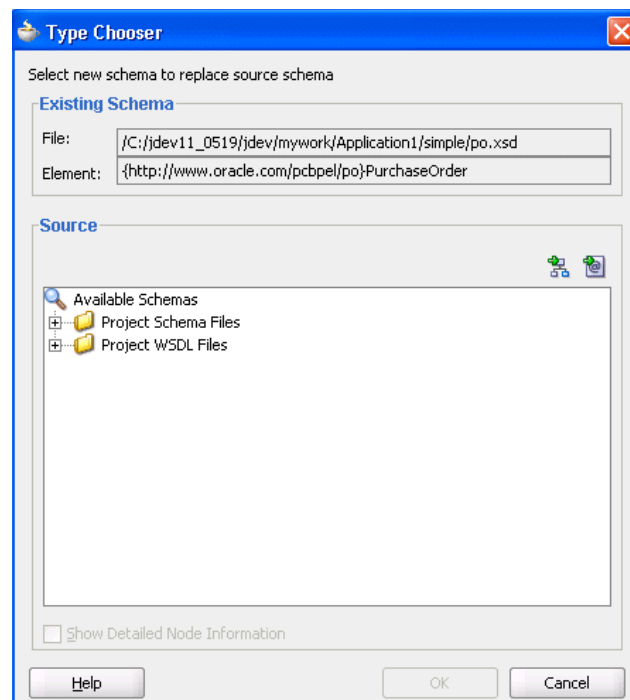 Type Chooser
Select new schema to replace source schema
Existing Schema
File: /C:/jdev11_0519/jdev/mywork/Application1/simple/po.xsd
Element: {http://www.oracle.com/pcbpel/po}PurchaseOrder
Source
Available Schemas
Project Schema Files
Project WSDL Files
Show Detailed Node Information
Help OK Cancel